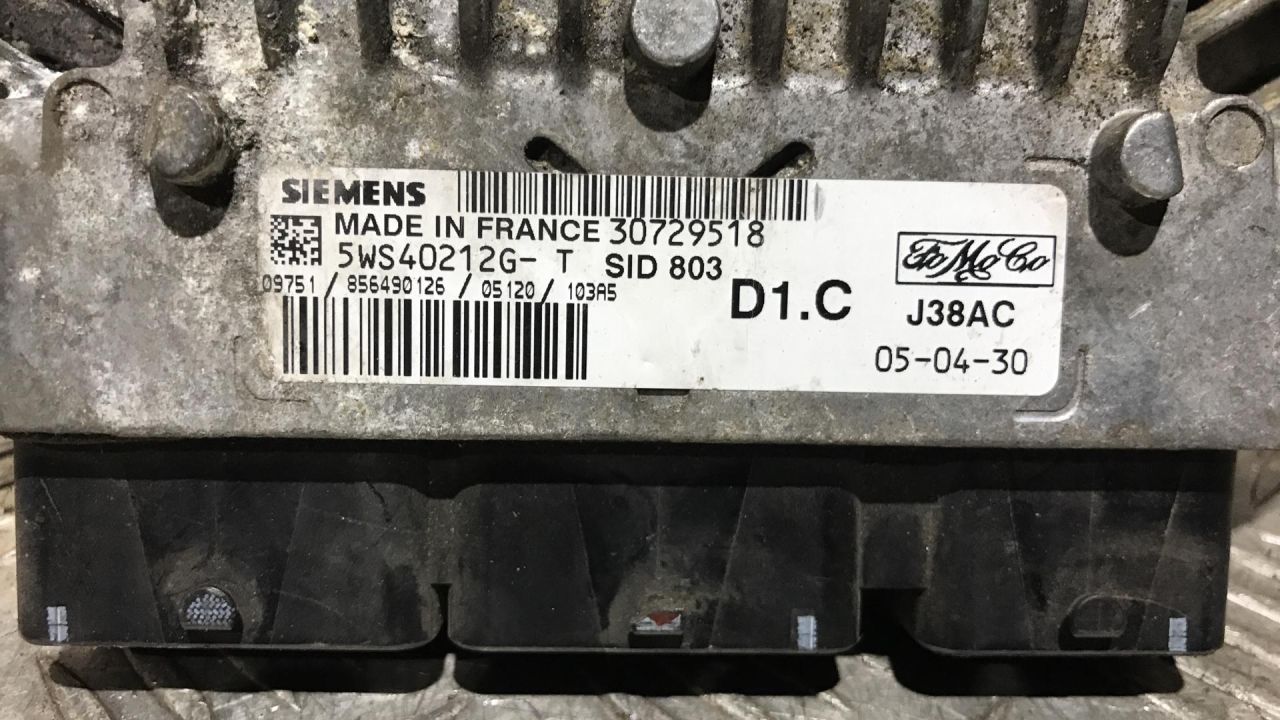 SIEMENS
MADE IN FRANCE 30729518
5WS40212G- T SID 803
09751 / 856490126 / 05120 / 103A5
D1.C
FoMoCo
J38AC
05-04-30